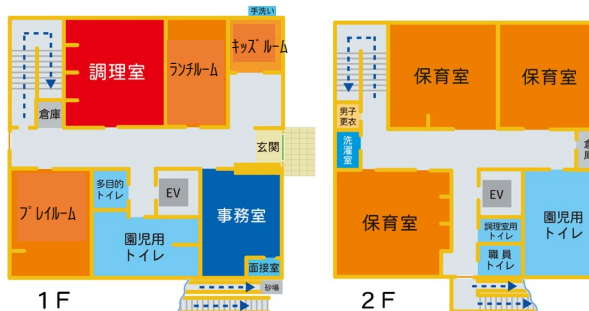 手洗い
調理室
ランチルーム
キッズルーム
倉庫
玄関
多目的
トイレ
EV
プレイルーム
園児用
トイレ
事務室
面接室
砂場
1F
保育室
保育室
男子
更衣
洗濯室
倉庫
保育室
EV
調理室用
トイレ
職員
トイレ
園児用
トイレ
2F